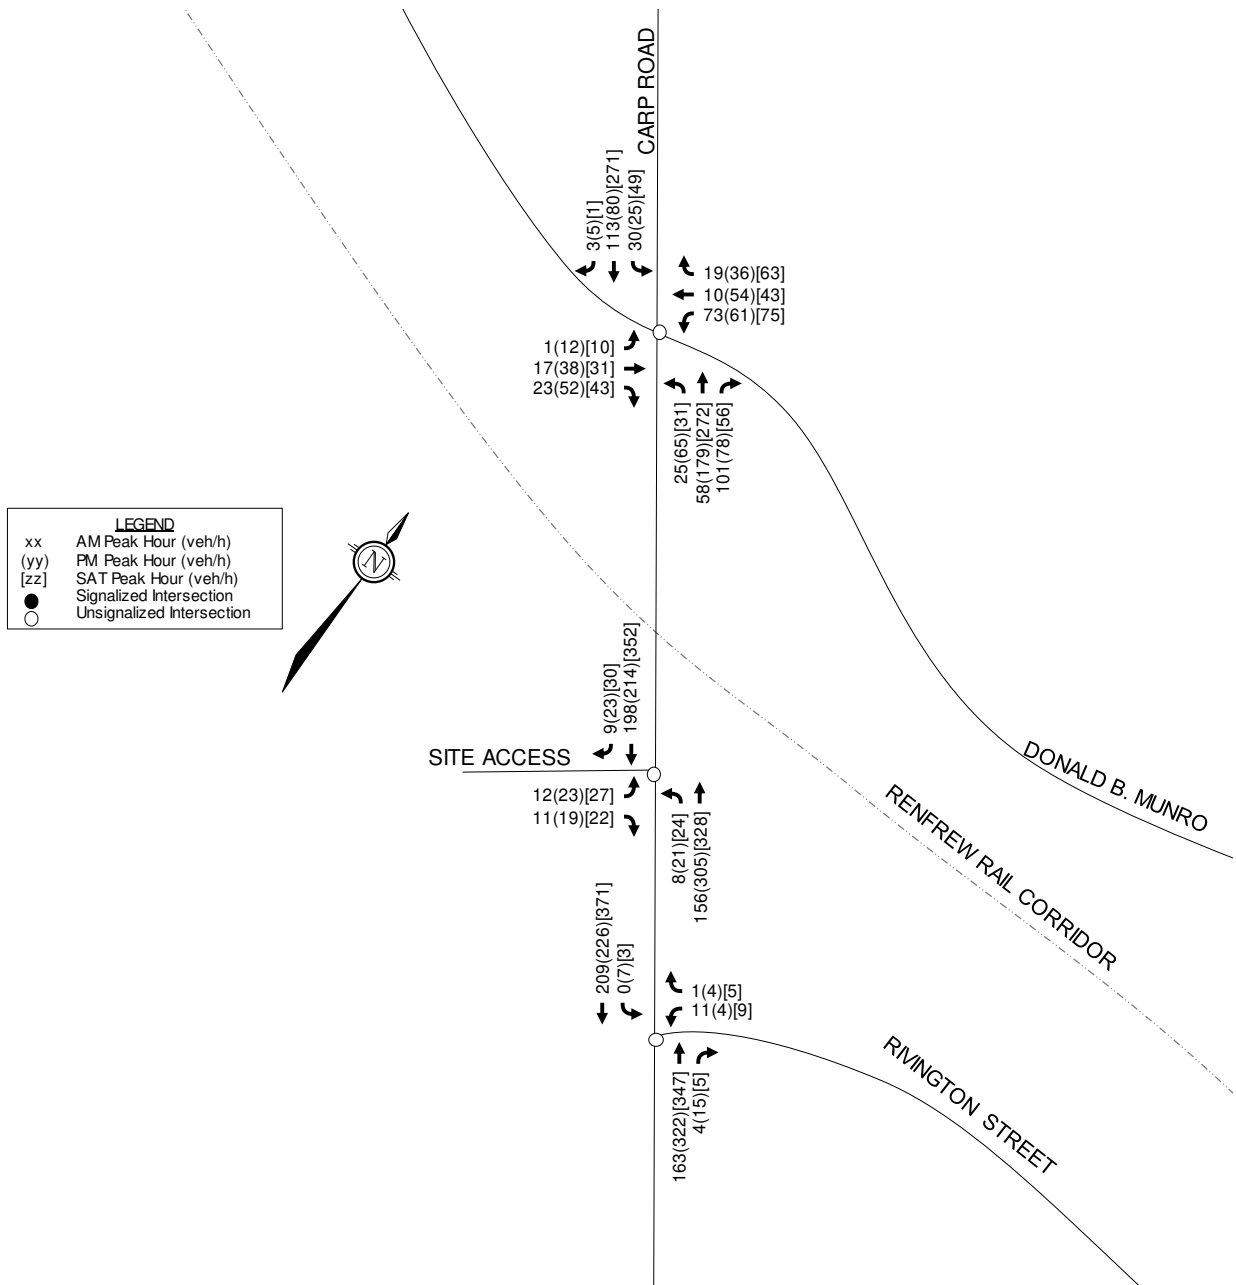 CARP ROAD
3(5)[1]
113(80)[271]
30(25)[49]
19(36)[63]
10(54)[43]
73(61)[75]
1(12)[10]
17(38)[31]
23(52)[43]
25(65)[31]
58(179)[272]
101(78)[56]
LEGEND
xx AM Peak Hour (veh/h)
(yy) PM Peak Hour (veh/h)
[zz] SAT Peak Hour (veh/h)
Signalized Intersection
Unsignalized Intersection
N
9(23)[30]
198(214)[352]
SITE ACCESS
12(23)[27]
11(19)[22]
8(21)[24]
156(305)[328]
DONALD B. MUNRO
RENFREW RAIL CORRIDOR
209(226)[371]
0(7)[3]
1(4)[5]
11(4)[9]
163(322)[347]
4(15)[5]
RIVINGTON STREET